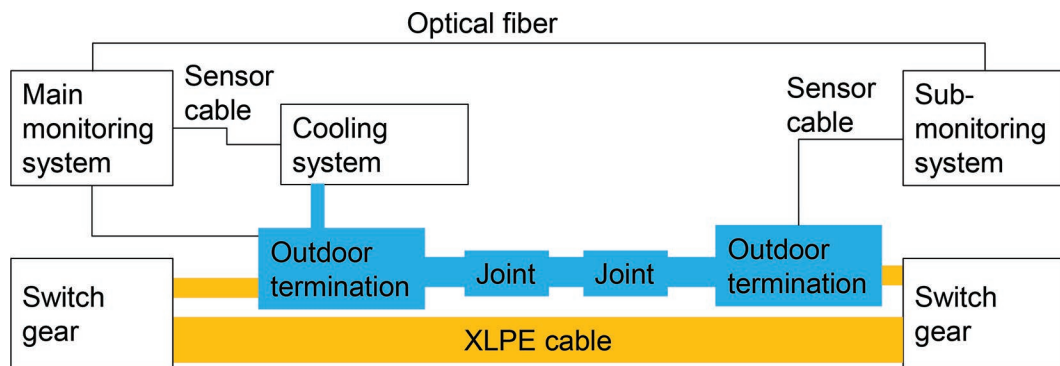 Optical fiber
Main
monitoring
system
Sensor
cable
Cooling
system
Sensor
cable
Sub-
monitoring
system
Outdoor
termination
Joint
Joint
Outdoor
termination
Switch
gear
XLPE cable
Switch
gear